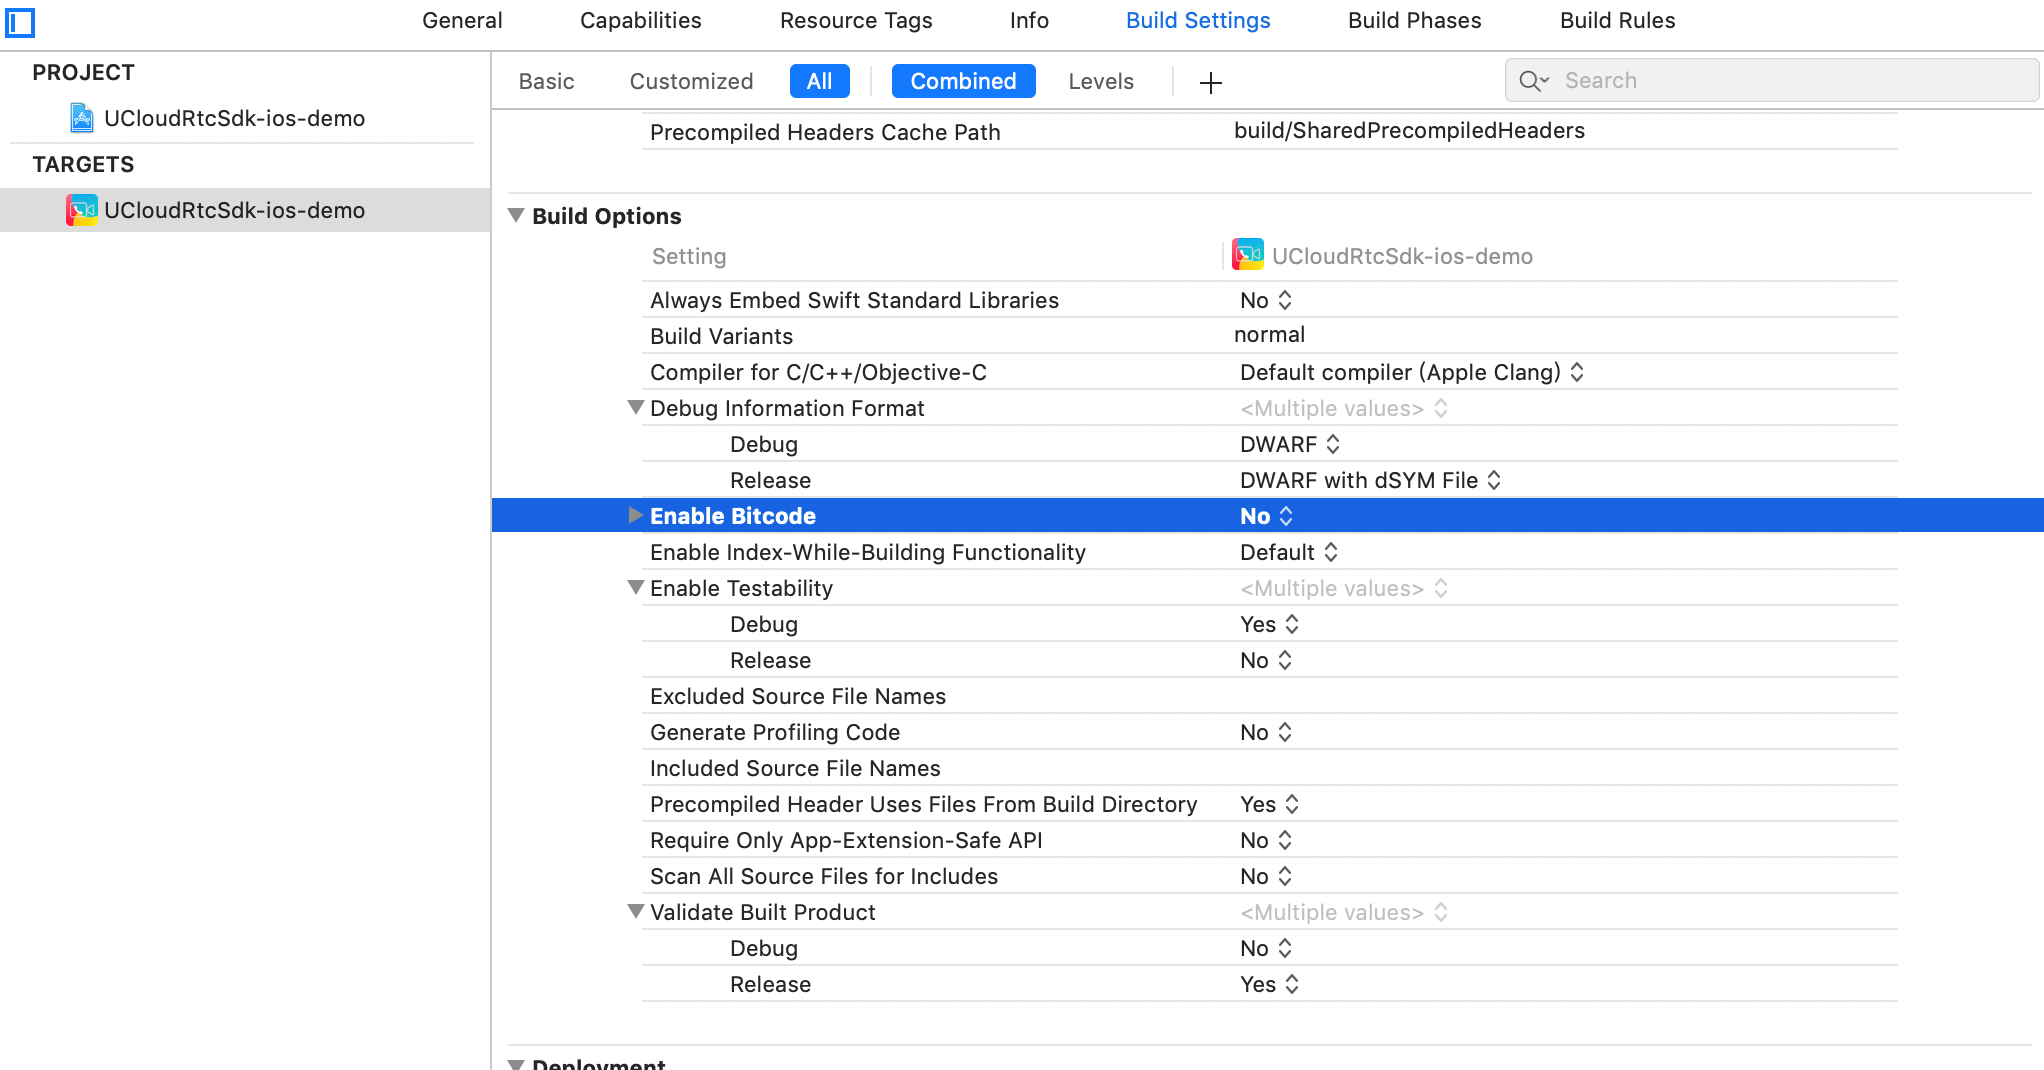 General Capabilities Resource Tags Info Build Settings Build Phases Build Rules
PROJECT
UCloudRtcSdk-ios-demo
TARGETS
UCloudRtcSdk-ios-demo
Basic Customized All Combined Levels + Search
Precompiled Headers Cache Path build/SharedPrecompiledHeaders
Build Options
Setting UCloudRtcSdk-ios-demo
Always Embed Swift Standard Libraries No
Build Variants normal
Compiler for C/C++/Objective-C Default compiler (Apple Clang)
Debug Information Format <Multiple values>
Debug DWARF
Release DWARF with dSYM File
Enable Bitcode No
Enable Index-While-Building Functionality Default
Enable Testability <Multiple values>
Debug Yes
Release No
Excluded Source File Names
Generate Profiling Code No
Included Source File Names
Precompiled Header Uses Files From Build Directory Yes
Require Only App-Extension-Safe API No
Scan All Source Files for Includes No
Validate Built Product <Multiple values>
Debug No
Release Yes
Deployment